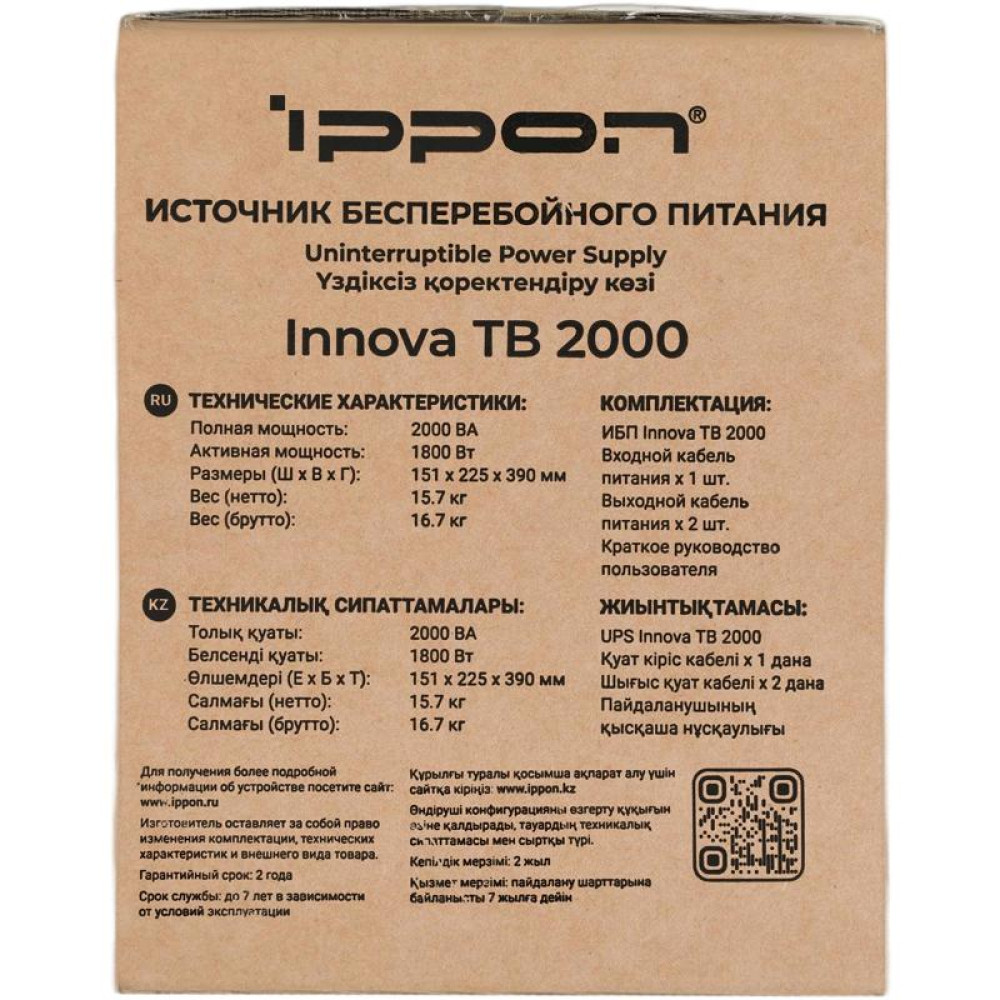 ippon®
ИСТОЧНИК БЕСПЕРЕБОЙНОГО ПИТАНИЯ
Uninterruptible Power Supply
Үздіксіз қоректендіру көзі
Innova TB 2000
RU ТЕХНИЧЕСКИЕ ХАРАКТЕРИСТИКИ:
Полная мощность: 2000 ВА
Активная мощность: 1800 Вт
Размеры (Ш x В x Г): 151 x 225 x 390 мм
Вес (нетто): 15.7 кг
Вес (брутто): 16.7 кг
КОМПЛЕКТАЦИЯ:
ИБП Innova TB 2000
Входной кабель
питания x 1 шт.
Выходной кабель
питания x 2 шт.
Краткое руководство
пользователя
KZ ТЕХНИКАЛЫҚ СИПАТТАМАЛАРЫ:
Толық қуаты: 2000 ВА
Белсенді қуаты: 1800 Вт
Өлшемдері (Е x Б x Т): 151 x 225 x 390 мм
Салмағы (нетто): 15.7 кг
Салмағы (брутто): 16.7 кг
ЖИЫНТЫҚТАМАСЫ:
UPS Innova TB 2000
Қуат кіріс кабелі x 1 дана
Шығыс қуат кабелі x 2 дана
Пайдаланушының
қысқаша нұсқаулығы
Для получения более подробной
информации об устройстве посетите сайт:
www.ippon.ru
Изготовитель оставляет за собой право
изменения комплектации, технических
характеристик и внешнего вида товара.
Гарантийный срок: 2 года
Срок службы: до 7 лет в зависимости
от условий эксплуатации
Құрылғы туралы қосымша ақпарат алу үшін
сайтқа кіріңіз: www.ippon.kz
Өндіруші конфигурацияны өзгерту құқығын
өзіне қалдырады, тауардың техникалық
сипаттамасы мен сыртқы түрі.
Кепілдік мерзімі: 2 жыл
Қызмет мерзімі: пайдалану шарттарына
байланысты 7 жылға дейін